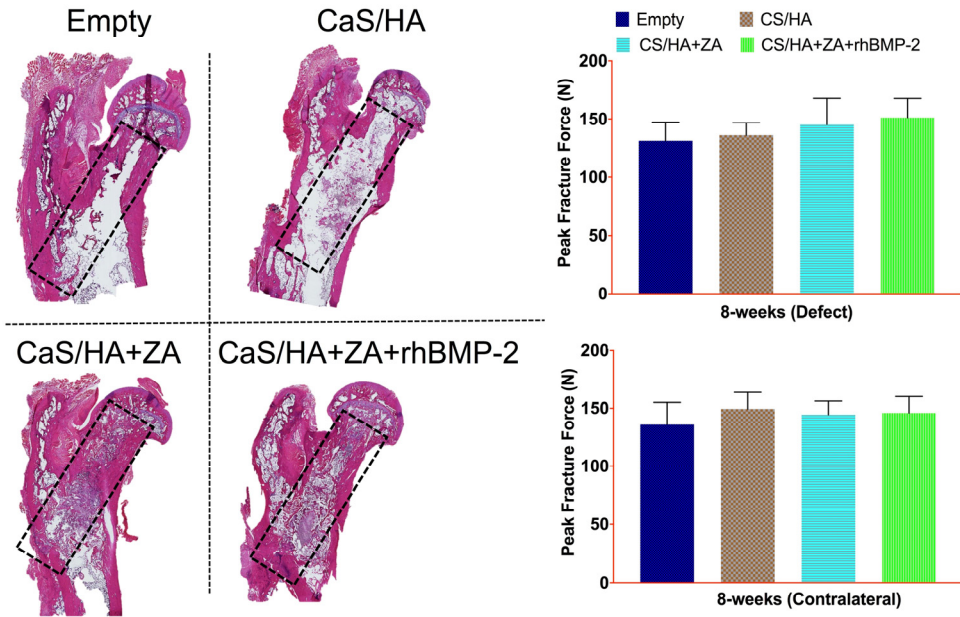 Empty
CaS/HA
CaS/HA+ZA
CaS/HA+ZA+rhBMP-2
Empty
CS/HA
CS/HA+ZA
CS/HA+ZA+rhBMP-2
Peak Fracture Force (N)
200
150
100
50
0
8-weeks (Defect)
Peak Fracture Force (N)
200
150
100
50
0
8-weeks (Contralateral)